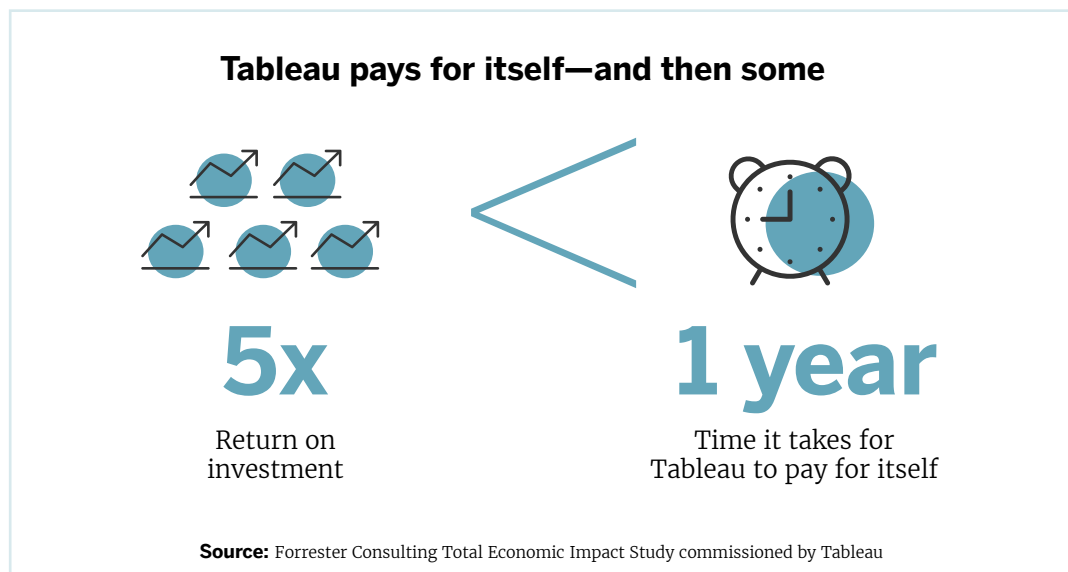 Tableau pays for itself—and then some
5x
Return on
investment
1 year
Time it takes for
Tableau to pay for itself
Source: Forrester Consulting Total Economic Impact Study commissioned by Tableau